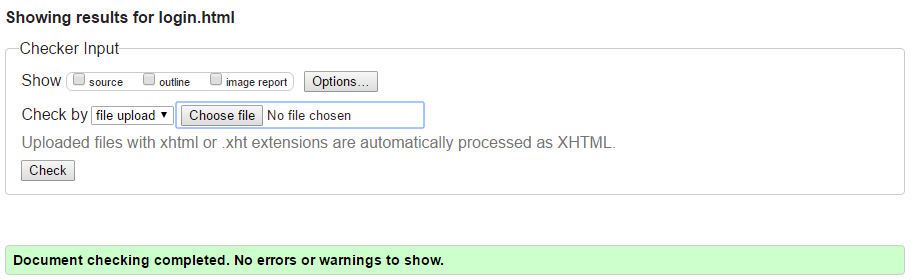 Showing results for login.html
Checker Input
Show source outline image report Options...
Check by file upload Choose file No file chosen
Uploaded files with xhtml or .xht extensions are automatically processed as XHTML.
Check
Document checking completed. No errors or warnings to show.